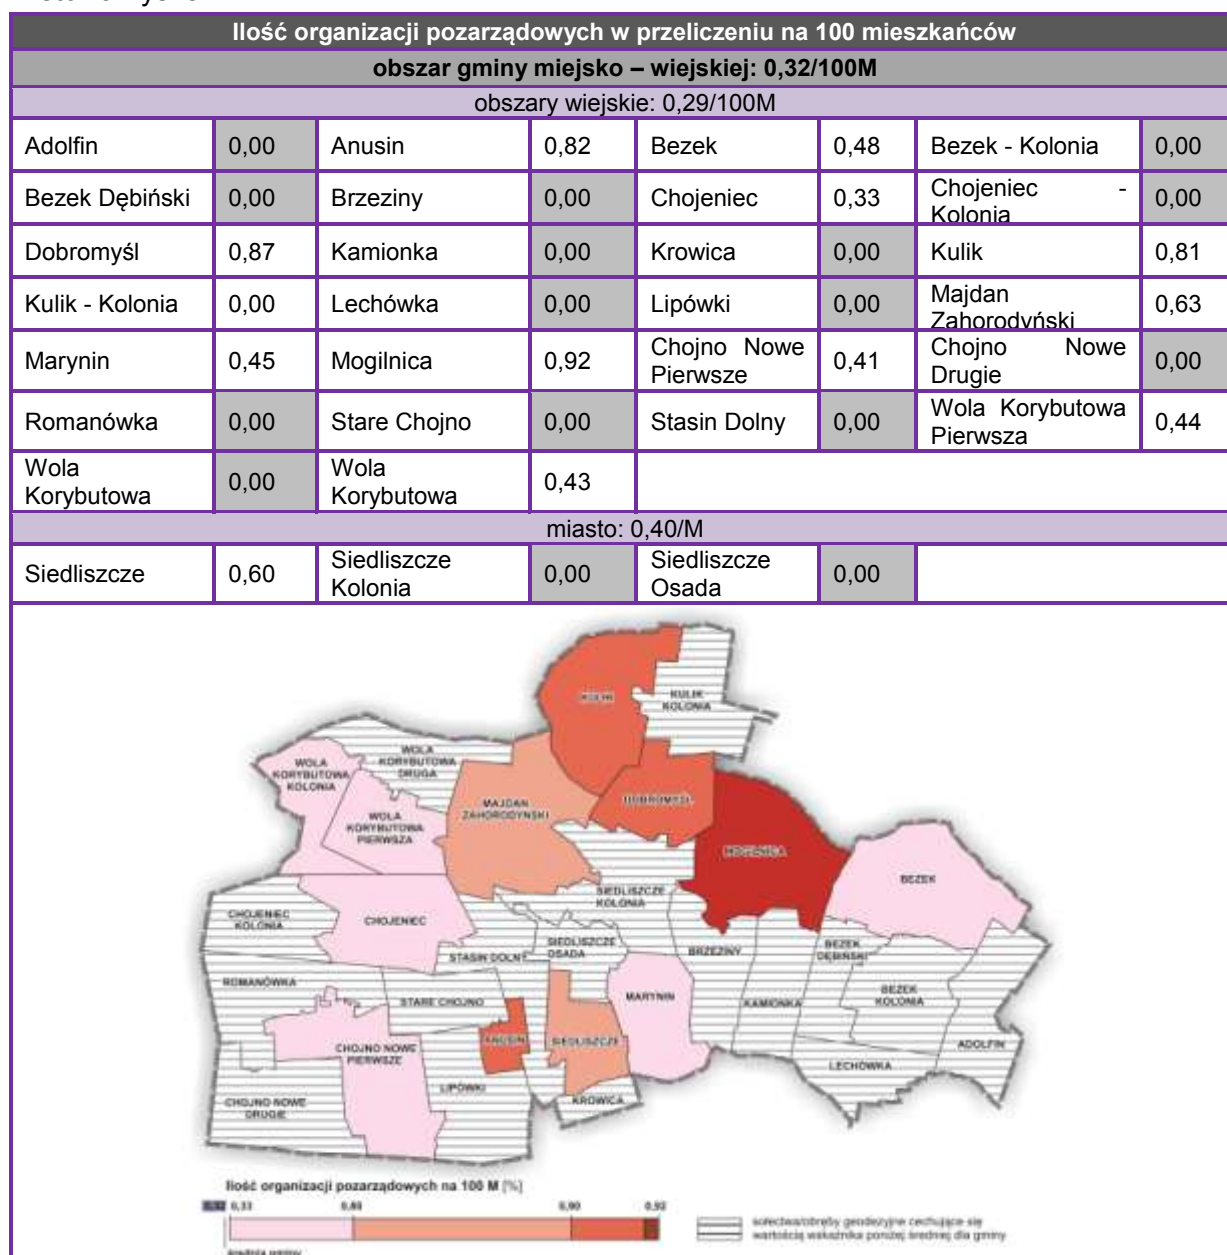 Ilość organizacji pozarządowych w przeliczeniu na 100 mieszkańców
obszar gminy miejsko – wiejskiej: 0,32/100M
obszary wiejskie: 0,29/100M
Adolfin 0,00 Anusin 0,82 Bezek 0,48 Bezek - Kolonia 0,00
Bezek Dębiński 0,00 Brzeziny 0,00 Chojeniec 0,33 Chojeniec - Kolonia 0,00
Dobromyśl 0,87 Kamionka 0,00 Krowica 0,00 Kulik 0,81
Kulik - Kolonia 0,00 Lechówka 0,00 Lipówki 0,00 Majdan Zahorodyński 0,63
Marynin 0,45 Mogilnica 0,92 Chojno Nowe Pierwsze 0,41 Chojno Nowe Drugie 0,00
Romanówka 0,00 Stare Chojno 0,00 Stasin Dolny 0,00 Wola Korybutowa Pierwsza 0,44
Wola Korybutowa 0,00 Wola Korybutowa 0,43
miasto: 0,40/M
Siedliszcze 0,60 Siedliszcze Kolonia 0,00 Siedliszcze Osada 0,00
KULIK
KULIK
KOLONIA
WOLA
KORYBUTOWA
DRUGA
WOLA
KORYBUTOWA
KOLONIA
WOLA
KORYBUTOWA
PIERWSZA
MAJDAN
ZAHORODYNSKI
DOBROMYŚL
MOGILNICA
BEZEK
SIEDLISZCZE
KOLONIA
CHOJENIEC
KOLONIA
CHOJENIEC
STASIN DOLNY
SIEDLISZCZE
OSADA
BRZEZINY
BEZEK
DĘBIŃSKI
ROMANÓWKA
STARE CHOJNO
MARYNIN
KAMIONKA
BEZEK
KOLONIA
ANUSIN
SIEDLISZCZE
CHOJNO NOWE
PIERWSZE
ADOLFIN
LECHÓWKA
LIPÓWKI
KROWICA
CHOJNO NOWE
DRUGIE
Ilość organizacji pozarządowych na 100 M [%]
0,33 0,92
średnia gminy
sołectwa/obręby geodezyjne cechujące się
wartością wskaźnika poniżej średniej dla gminy